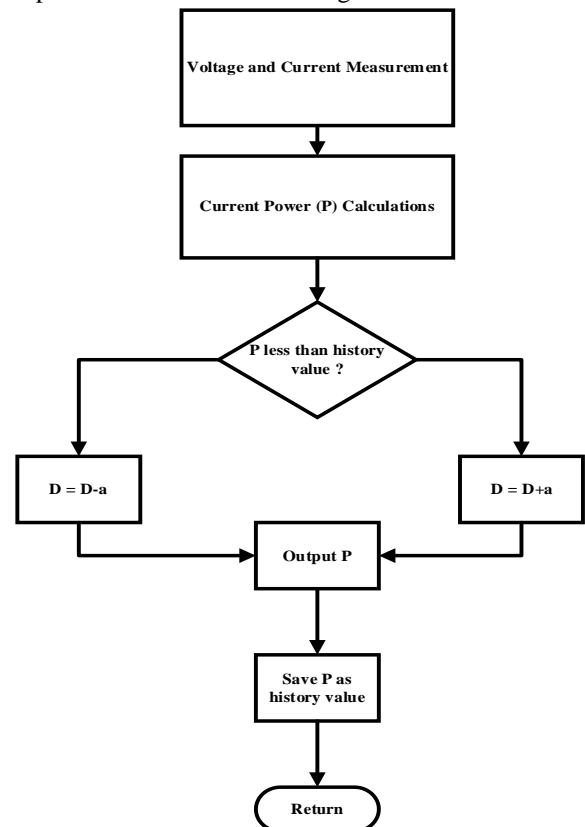 Voltage and Current Measurement
Current Power (P) Calculations
P less than history
value ?
D = D-a
D = D+a
Output P
Save P as
history value
Return